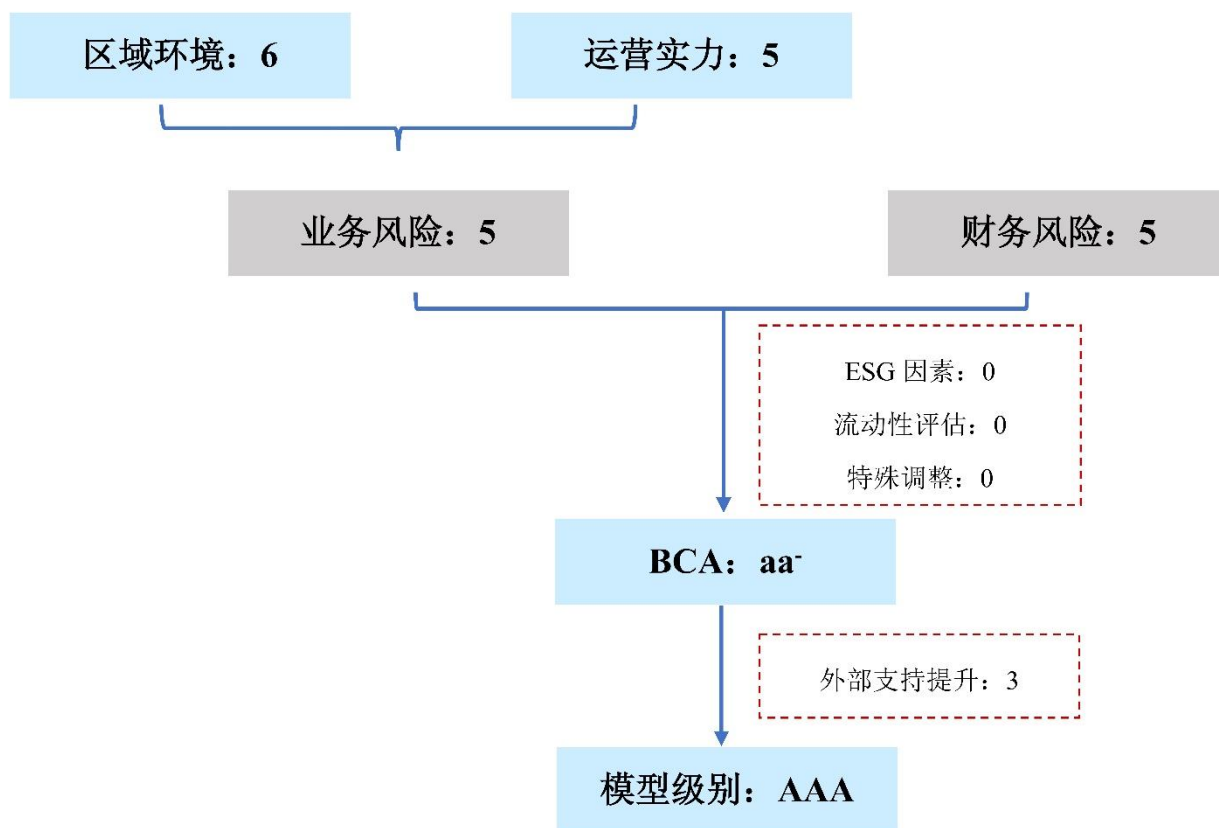 区域环境：6
运营实力：5
业务风险：5
财务风险：5
ESG 因素：0
流动性评估：0
特殊调整：0
BCA：aa-
外部支持提升：3
模型级别：AAA